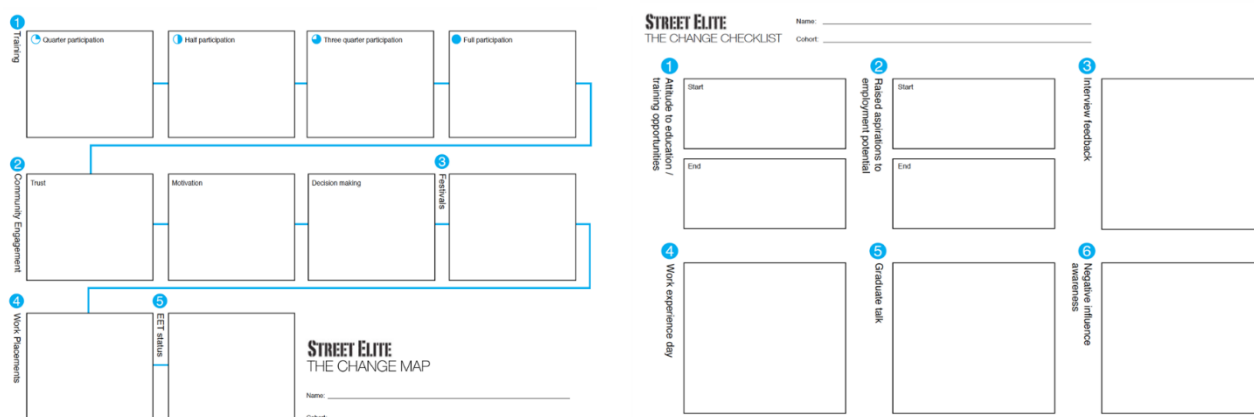 1
Training
Quarter participation
Half participation
Three quarter participation
Full participation
2
Community Engagement
Trust
Motivation
Decision making
3
Festivals
4
Work Placements
5
EET status
STREET ELITE
THE CHANGE MAP
Name:
Cohort:
STREET ELITE
THE CHANGE CHECKLIST
Name:
Cohort:
1
Attitude to education /
training opportunities
Start
End
2
Raised aspirations to
employment potential
Start
End
3
Interview feedback
4
Work experience day
5
Graduate talk
6
Negative influence
awareness